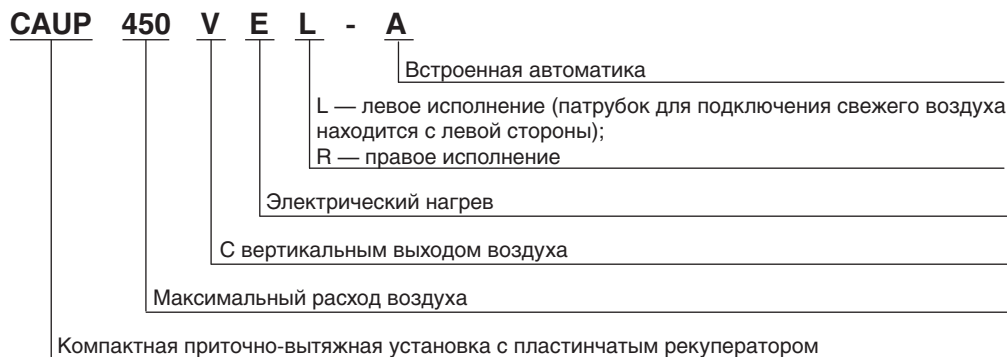 CAUP 450 V E L - A
Встроенная автоматика
L — левое исполнение (патрубок для подключения свежего воздуха
находится с левой стороны);
R — правое исполнение
Электрический нагрев
С вертикальным выходом воздуха
Максимальный расход воздуха
Компактная приточно-вытяжная установка с пластинчатым рекуператором